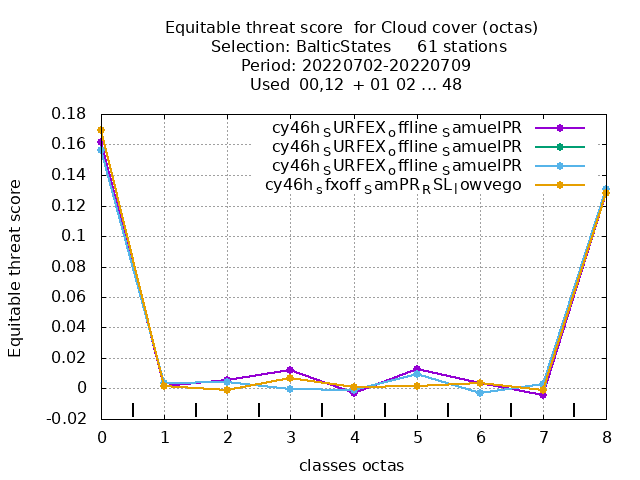 Equitable threat score  for Cloud cover (octas)
Selection: BalticStates     61 stations
Period: 20220702-20220709
Used  00,12  + 01 02 ... 48
cy46h_SURFEX_offline_SamuelPR
cy46h_SURFEX_offline_SamuelPR
cy46h_SURFEX_offline_SamuelPR
cy46h_sfxoff_SamPR_RSL_lowvego
Equitable threat score
0.18
0.16
0.14
0.12
0.1
0.08
0.06
0.04
0.02
0
-0.02
0 1 2 3 4 5 6 7 8
classes octas